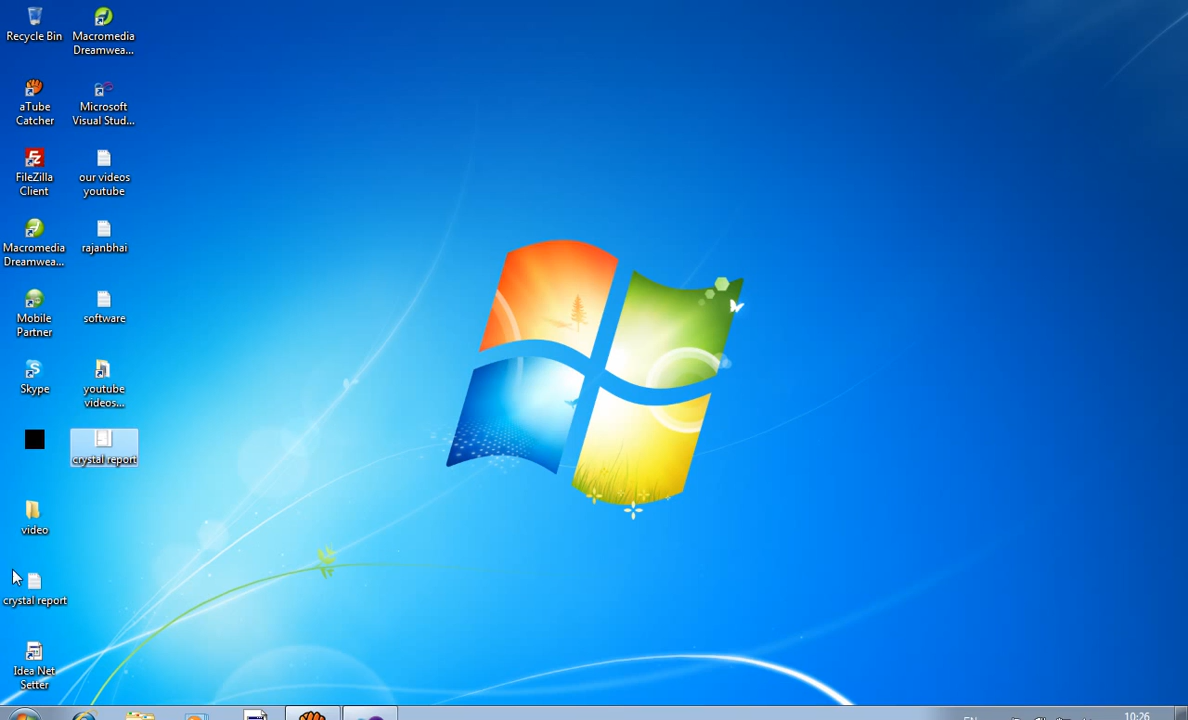 Recycle Bin
Macromedia
Dreamwea...
aTube
Catcher
Microsoft
Visual Stud...
FileZilla
Client
our videos
youtube
Macromedia
Dreamwea...
rajanbhai
Mobile
Partner
software
Skype
youtube
videos...
crystal report
video
crystal report
Idea Net
Setter
EN
10:26